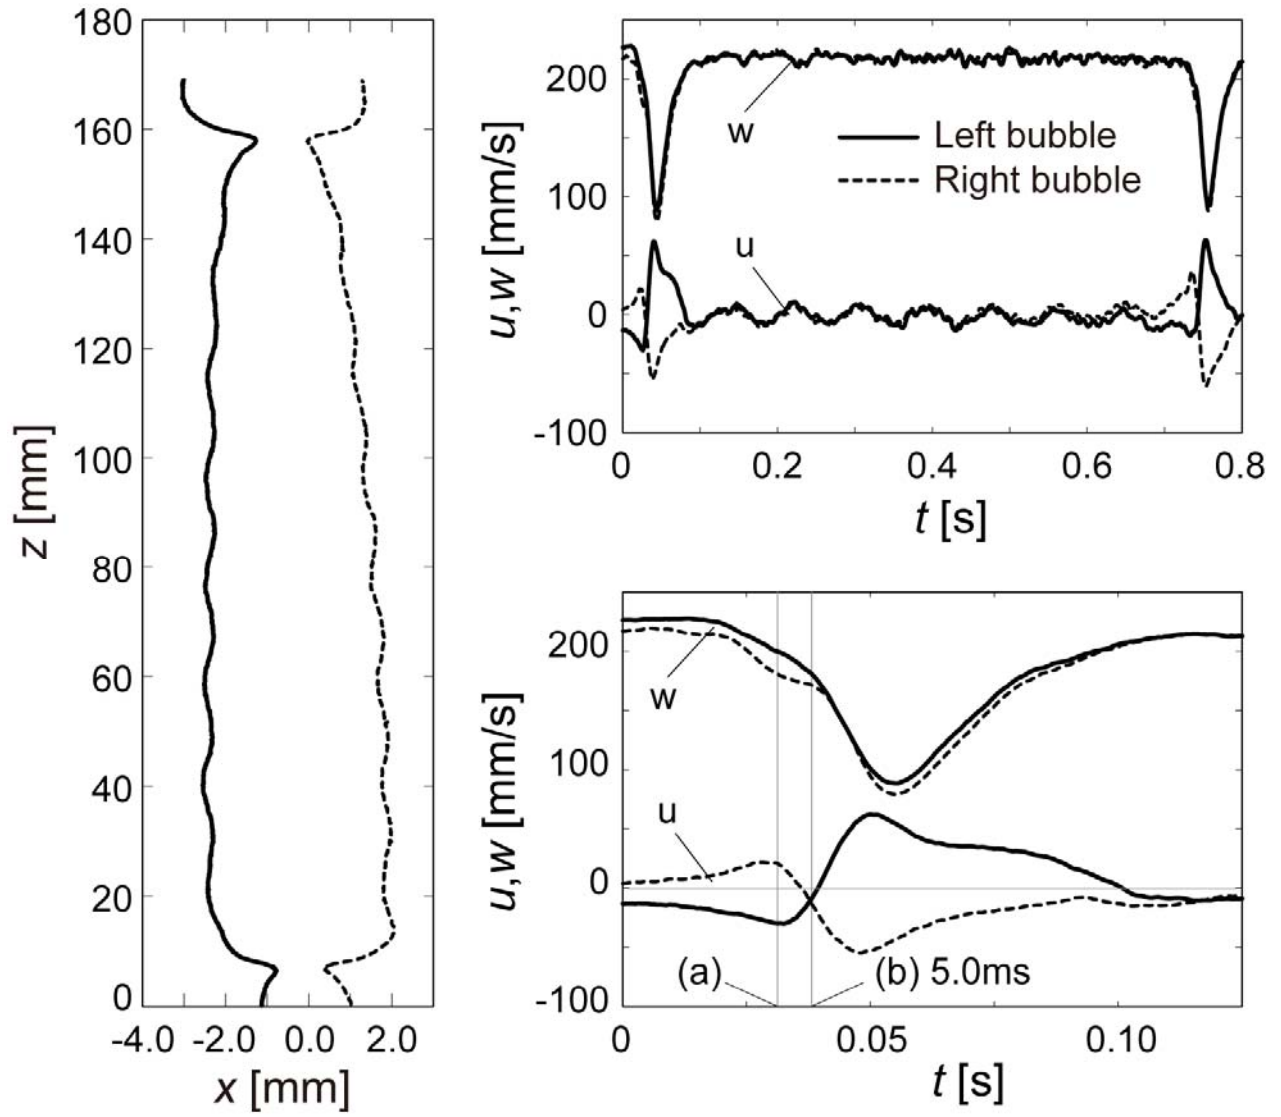 180
160
140
120
100
80
60
40
20
0
-4.0 -2.0 0.0 2.0
x [mm]
z [mm]
200
100
0
-100
u,w [mm/s]
w
Left bubble
Right bubble
u
0 0.2 0.4 0.6 0.8
t [s]
200
100
0
-100
u,w [mm/s]
w
u
(a) (b) 5.0ms
0 0.05 0.10
t [s]